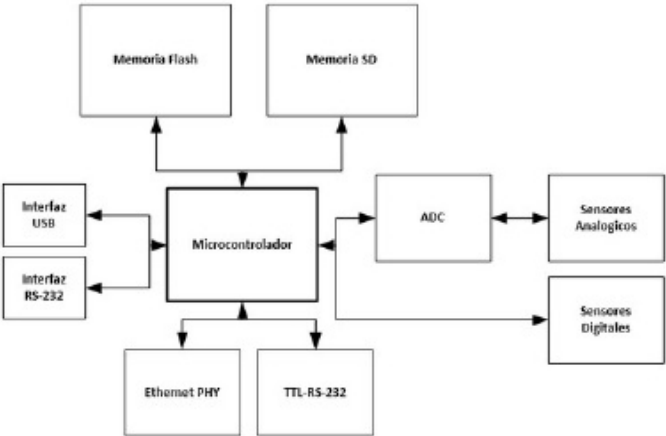 Memoria Flash
Memoria SD
Interfaz
USB
Interfaz
RS-232
Microcontrolador
ADC
Sensores
Analogicos
Sensores
Digitales
Ethernet PHY
TTL-RS-232